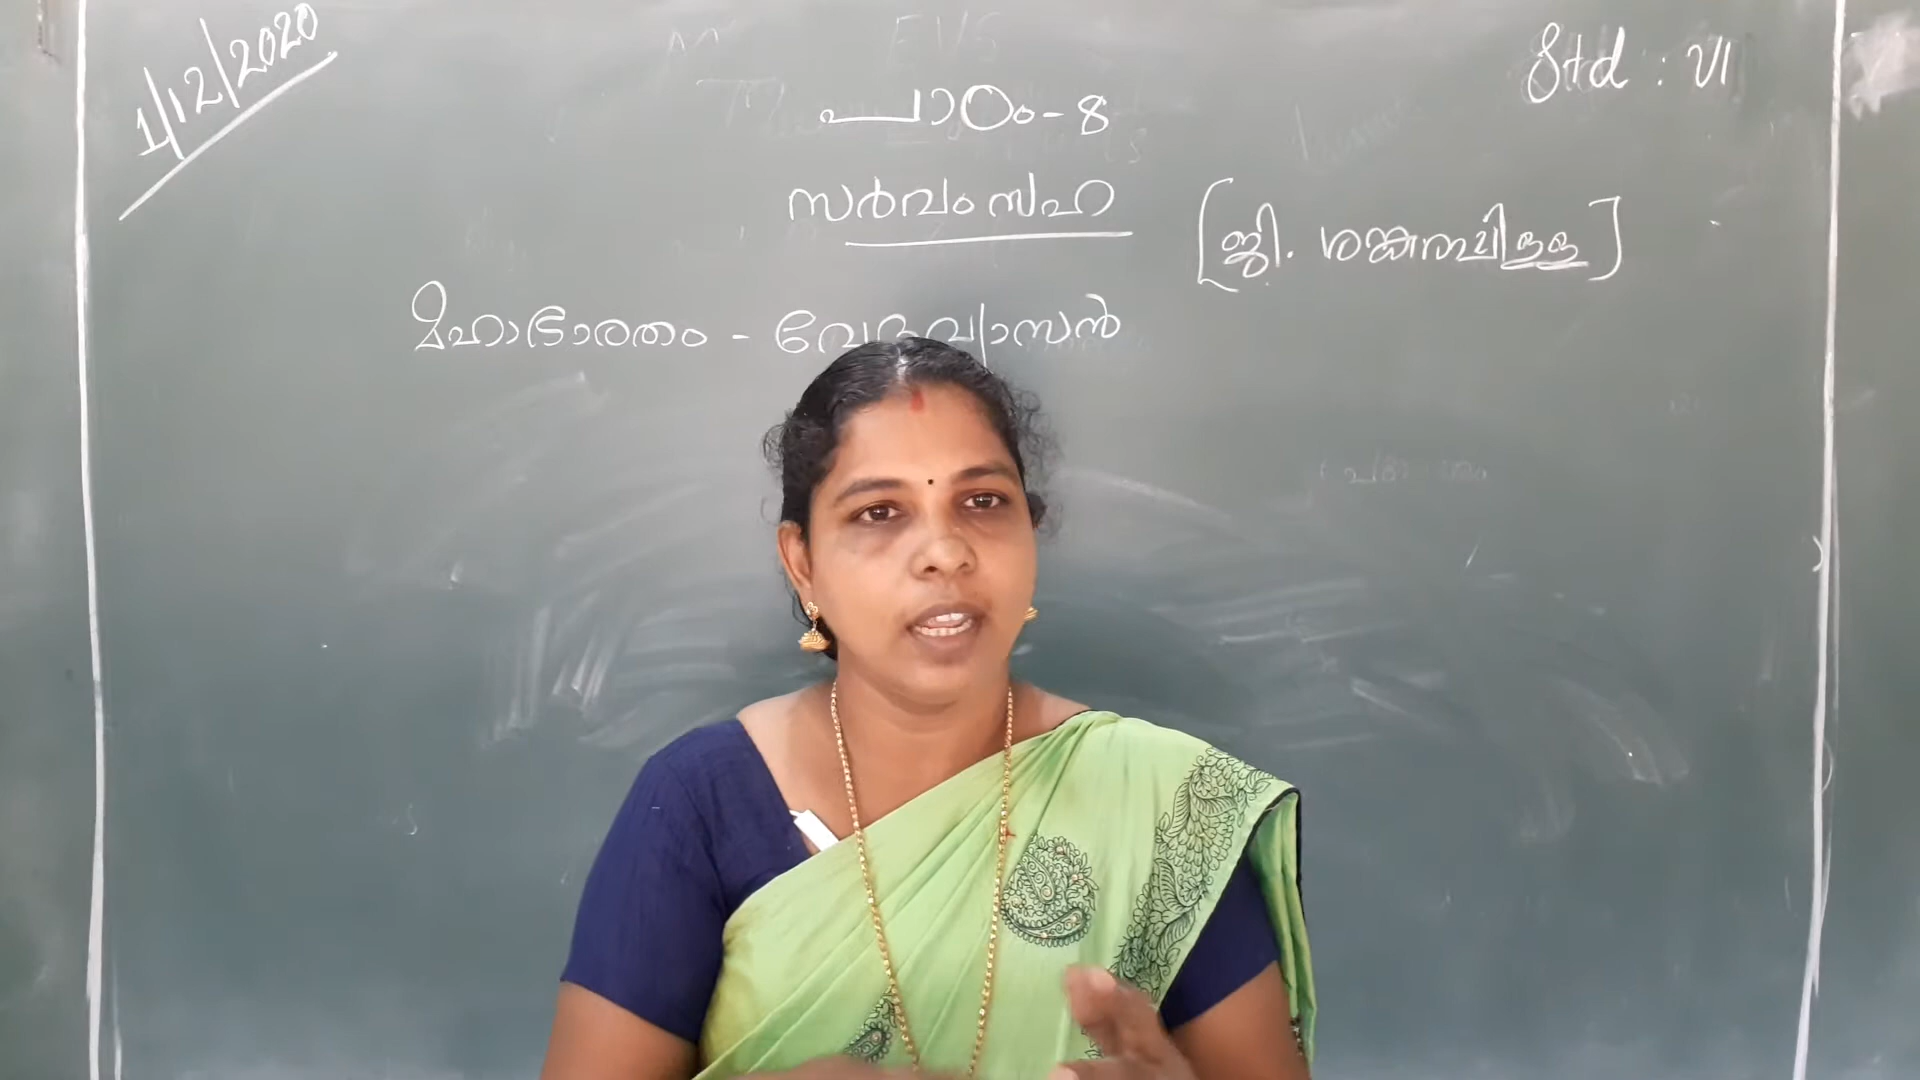 1/12/2020
Std : VI
പാഠം - 8
സർവംസഹ
[ജി. ശങ്കരപ്പിള്ള]
മഹാഭാരതം - വേദവ്യാസൻ